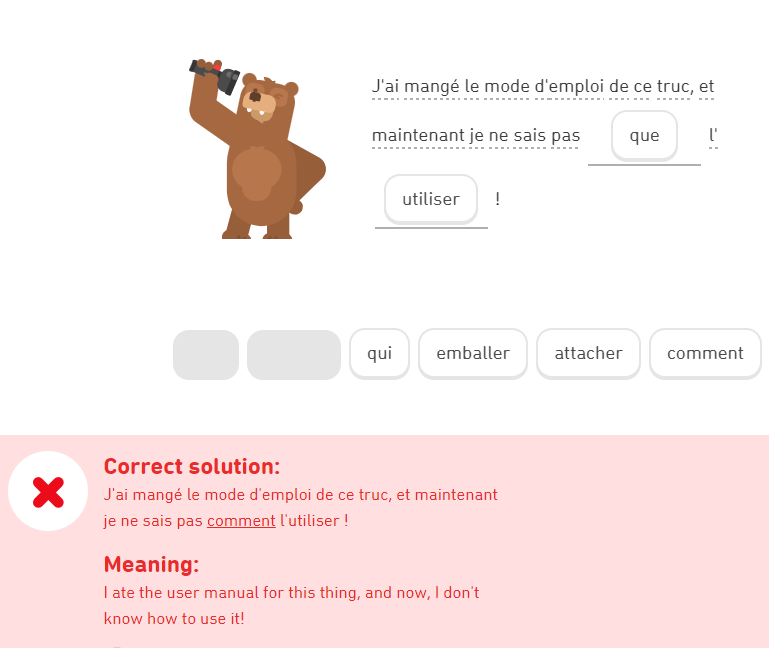 J'ai mangé le mode d'emploi de ce truc, et
maintenant je ne sais pas que l'
utiliser !
qui emballer attacher comment
Correct solution:
J'ai mangé le mode d'emploi de ce truc, et maintenant
je ne sais pas comment l'utiliser !
Meaning:
I ate the user manual for this thing, and now, I don't
know how to use it!